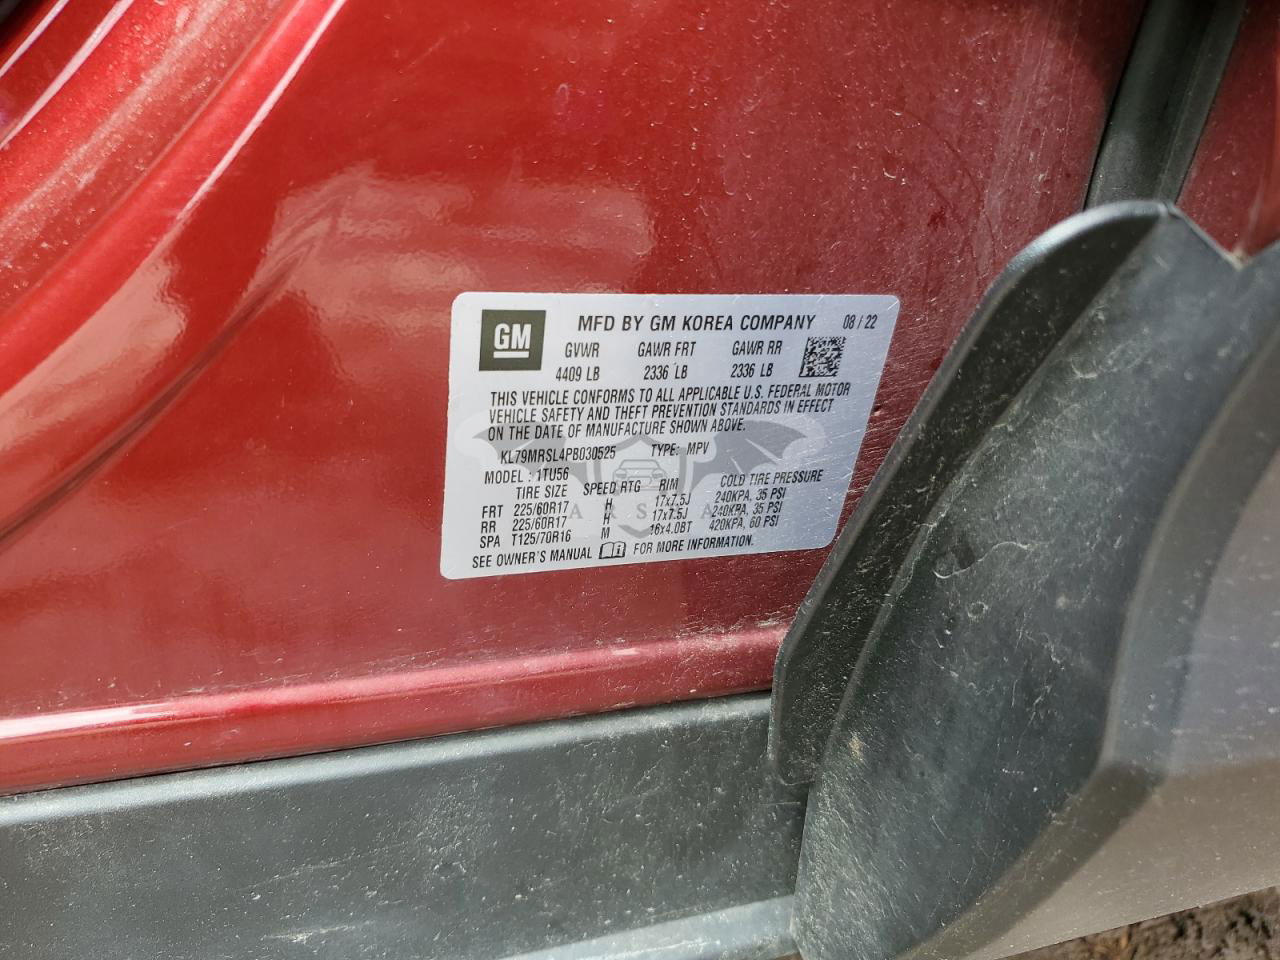 GM MFD BY GM KOREA COMPANY 08 / 22
GVWR GAWR FRT GAWR RR
4409 LB 2336 LB 2336 LB
THIS VEHICLE CONFORMS TO ALL APPLICABLE U.S. FEDERAL MOTOR
VEHICLE SAFETY AND THEFT PREVENTION STANDARDS IN EFFECT
ON THE DATE OF MANUFACTURE SHOWN ABOVE.
KL79MRSL4PB030525 TYPE: MPV
MODEL : 1TU56
TIRE SIZE SPEED RTG RIM COLD TIRE PRESSURE
FRT 225/60R17 H 17x7.5J 240KPA, 35 PSI
RR 225/60R17 H 17x7.5J 240KPA, 35 PSI
SPA T125/70R16 M 16x4.0BT 420KPA, 60 PSI
SEE OWNER'S MANUAL FOR MORE INFORMATION.